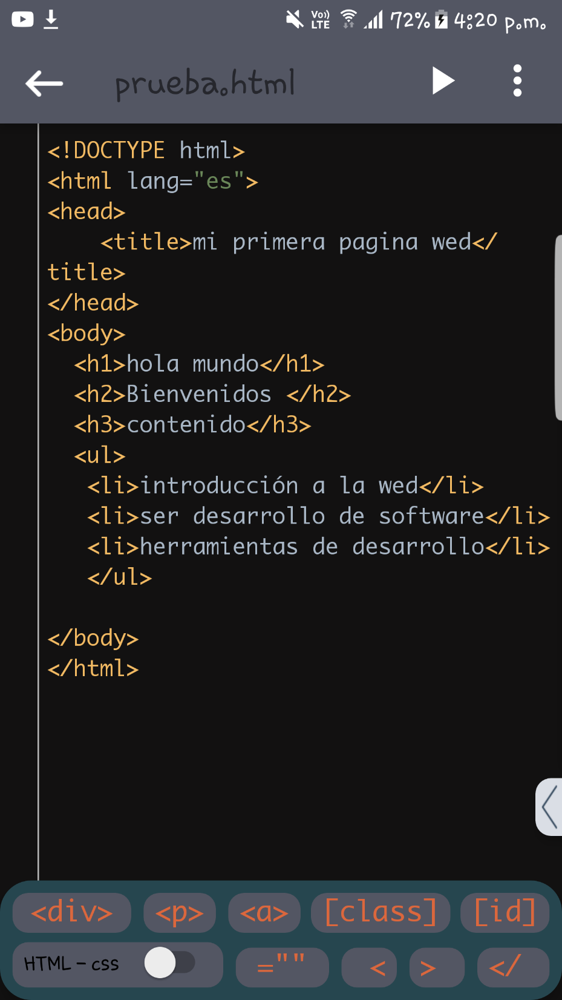 Vo)) LTE 72% 4:20 p.m.
prueba.html
<!DOCTYPE html>
<html lang="es">
<head>
    <title>mi primera pagina wed</
title>
</head>
<body>
  <h1>hola mundo</h1>
  <h2>Bienvenidos </h2>
  <h3>contenido</h3>
  <ul>
   <li>introducción a la wed</li>
   <li>ser desarrollo de software</li>
   <li>herramientas de desarrollo</li>
   </ul>

</body>
</html>
<div> <p> <a> [class] [id]
HTML - css ="" < > </